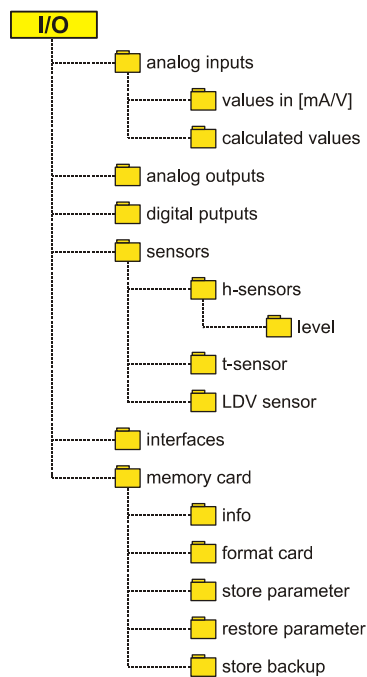 I/O
analog inputs
values in [mA/V]
calculated values
analog outputs
digital putputs
sensors
h-sensors
level
t-sensor
LDV sensor
interfaces
memory card
info
format card
store parameter
restore parameter
store backup